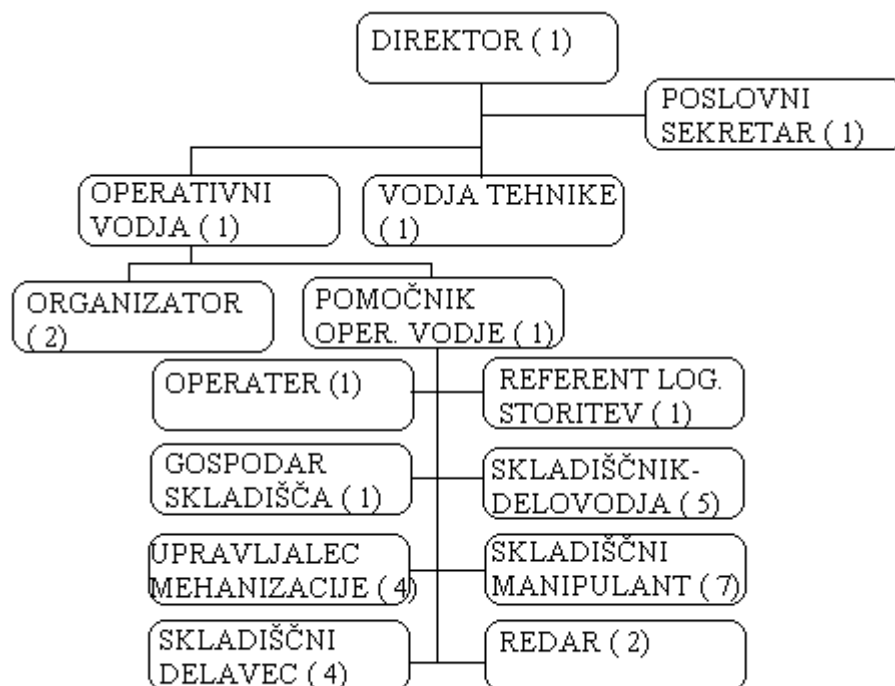 DIREKTOR ( 1)
POSLOVNI
SEKRETAR ( 1)
OPERATIVNI
VODJA ( 1)
VODJA TEHNIKE
( 1)
ORGANIZATOR
( 2)
POMOČNIK
OPER. VODJE ( 1)
OPERATER (1)
REFERENT LOG.
STORITEV ( 1)
GOSPODAR
SKLADIŠČA ( 1)
SKLADIŠČNIK-
DELOVODJA ( 5)
UPRAVLJALEC
MEHANIZACIJE ( 4)
SKLADIŠČNI
MANIPULANT ( 7)
SKLADIŠČNI
DELAVEC ( 4)
REDAR ( 2)